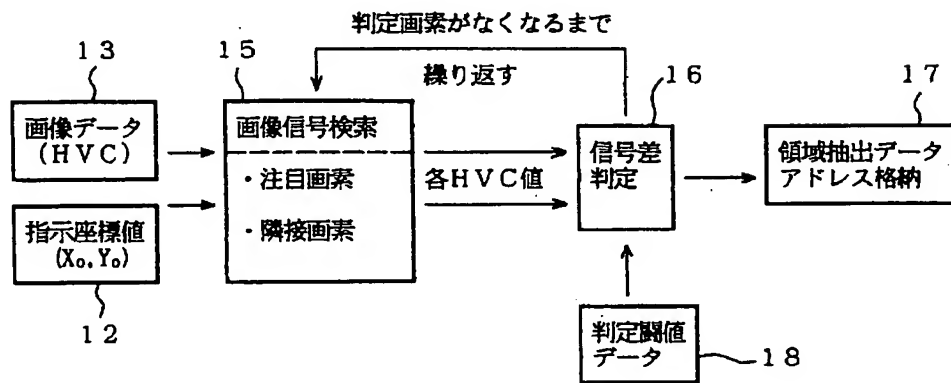 判定画素がなくなるまで
繰り返す
13
15
16
17
画像データ
(HVC)
画像信号検索
・注目画素
・隣接画素
各HVC値
信号差
判定
領域抽出データ
アドレス格納
指示座標値
(X₀,Y₀)
12
判定閾値
データ
18